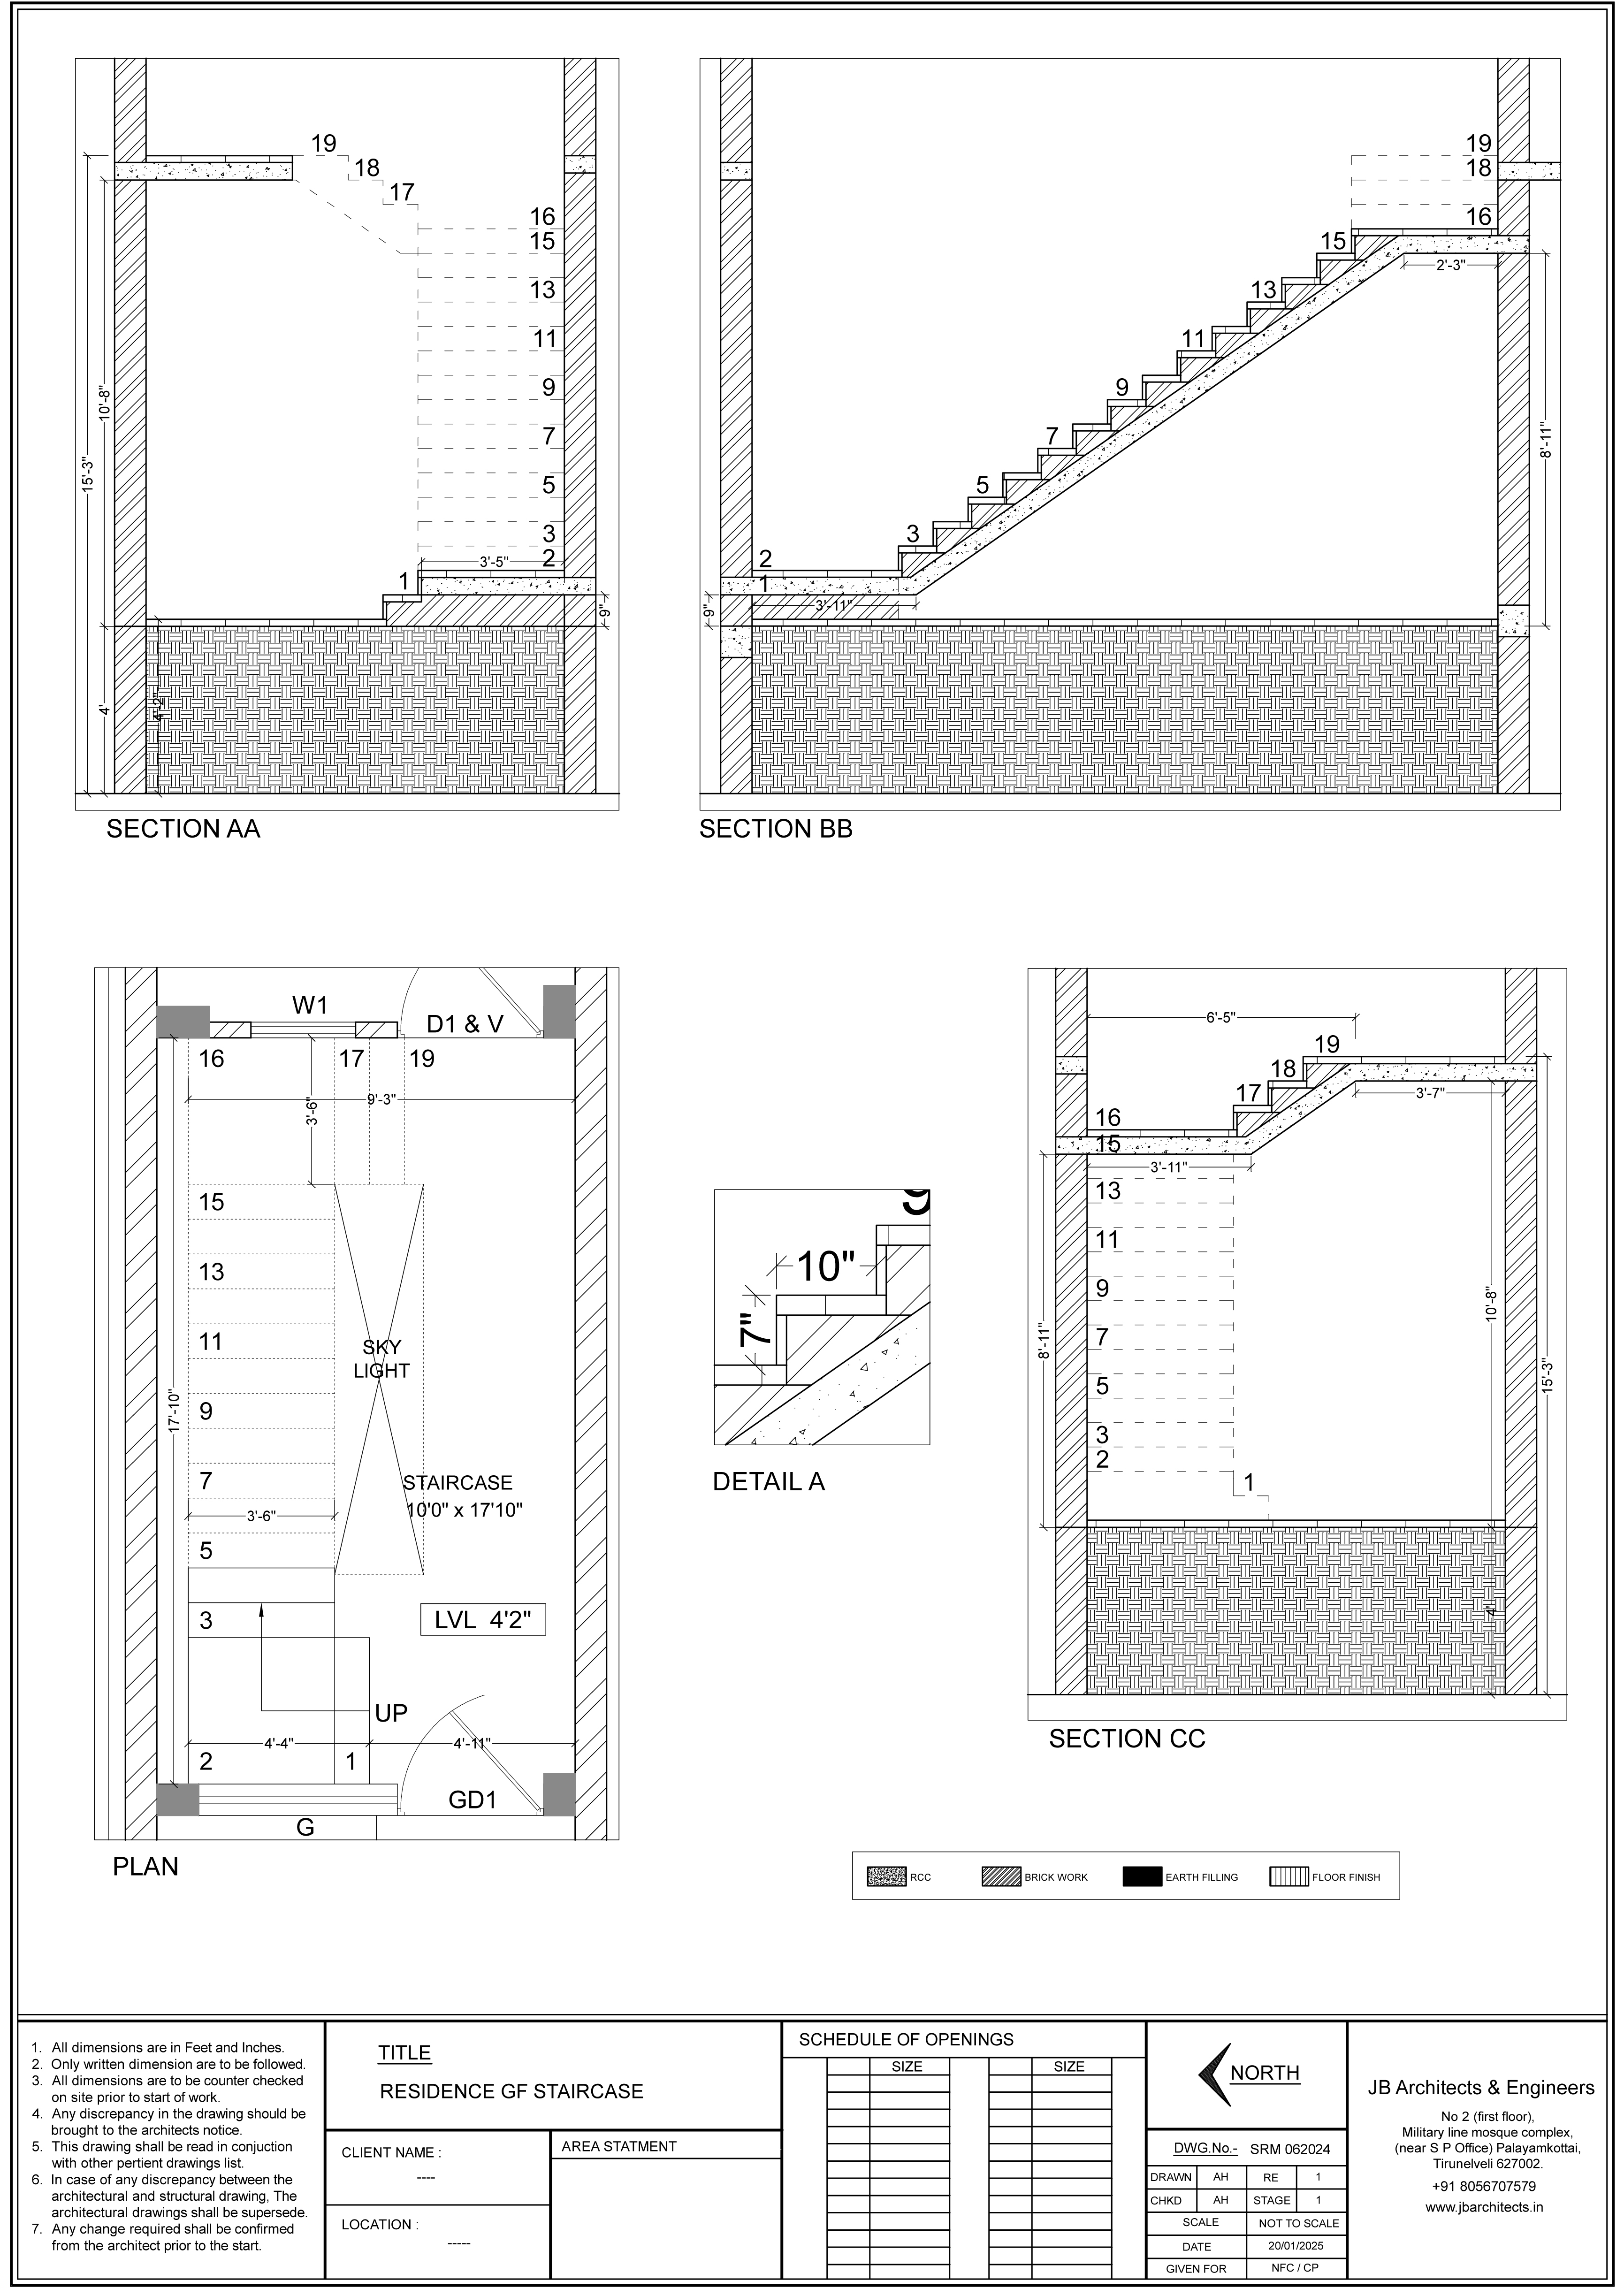 19
18
17
16
15
13
11
9
7
5
3
2
1
3'-5"
9"
10'-8"
15'-3"
4'
4'-2"
SECTION AA
19
18
16
15
13
11
9
7
5
3
2
1
2'-3"
8'-11"
3'-11"
9"
SECTION BB
W1
D1 & V
16
17
19
9'-3"
3'-6"
15
13
11
9
7
3'-6"
5
3
17'-10"
SKY
LIGHT
STAIRCASE
10'0" x 17'10"
LVL 4'2"
UP
4'-4"
4'-11"
2
1
GD1
G
PLAN
9
10"
7"
DETAIL A
6'-5"
19
18
17
16
15
3'-7"
3'-11"
13
11
9
7
5
3
2
1
8'-11"
10'-8"
15'-3"
4'
SECTION CC
RCC
BRICK WORK
EARTH FILLING
FLOOR FINISH
1. All dimensions are in Feet and Inches.
2. Only written dimension are to be followed.
3. All dimensions are to be counter checked
on site prior to start of work.
4. Any discrepancy in the drawing should be
brought to the architects notice.
5. This drawing shall be read in conjuction
with other pertient drawings list.
6. In case of any discrepancy between the
architectural and structural drawing, The
architectural drawings shall be supersede.
7. Any change required shall be confirmed
from the architect prior to the start.
TITLE
RESIDENCE GF STAIRCASE
CLIENT NAME :
----
LOCATION :
-----
AREA STATMENT
SCHEDULE OF OPENINGS
SIZE SIZE
NORTH
DWG.No.- SRM 062024
DRAWN AH RE 1
CHKD AH STAGE 1
SCALE NOT TO SCALE
DATE 20/01/2025
GIVEN FOR NFC / CP
JB Architects & Engineers
No 2 (first floor),
Military line mosque complex,
(near S P Office) Palayamkottai,
Tirunelveli 627002.
+91 8056707579
www.jbarchitects.in